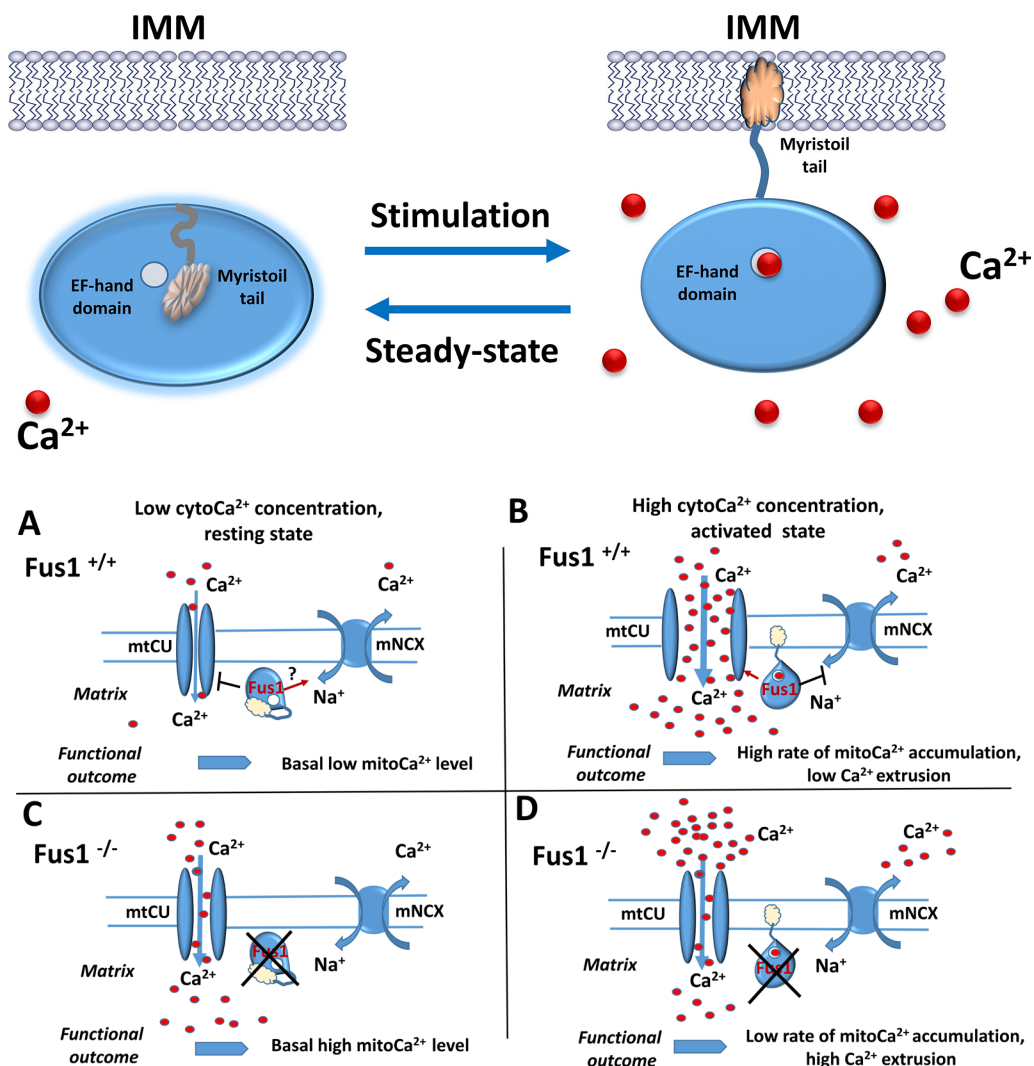 IMM
IMM
Myristoil
tail
Stimulation
EF-hand
domain
Myristoil
tail
EF-hand
domain
Ca²⁺
Steady-state
Ca²⁺
A
Low cytoCa²⁺ concentration,
resting state
Fus1 ⁺/⁺
Ca²⁺
Ca²⁺
mtCU
mNCX
?
Fus1
Na⁺
Matrix
Ca²⁺
Functional
outcome
Basal low mitoCa²⁺ level
B
High cytoCa²⁺ concentration,
activated state
Fus1 ⁺/⁺
Ca²⁺
Ca²⁺
mtCU
mNCX
Fus1
Na⁺
Matrix
Ca²⁺
Functional
outcome
High rate of mitoCa²⁺ accumulation,
low Ca²⁺ extrusion
C
Fus1 ⁻/⁻
Ca²⁺
Ca²⁺
mtCU
mNCX
Fus1
Na⁺
Matrix
Ca²⁺
Functional
outcome
Basal high mitoCa²⁺ level
D
Fus1 ⁻/⁻
Ca²⁺
Ca²⁺
mtCU
mNCX
Fus1
Na⁺
Matrix
Ca²⁺
Functional
outcome
Low rate of mitoCa²⁺ accumulation,
high Ca²⁺ extrusion